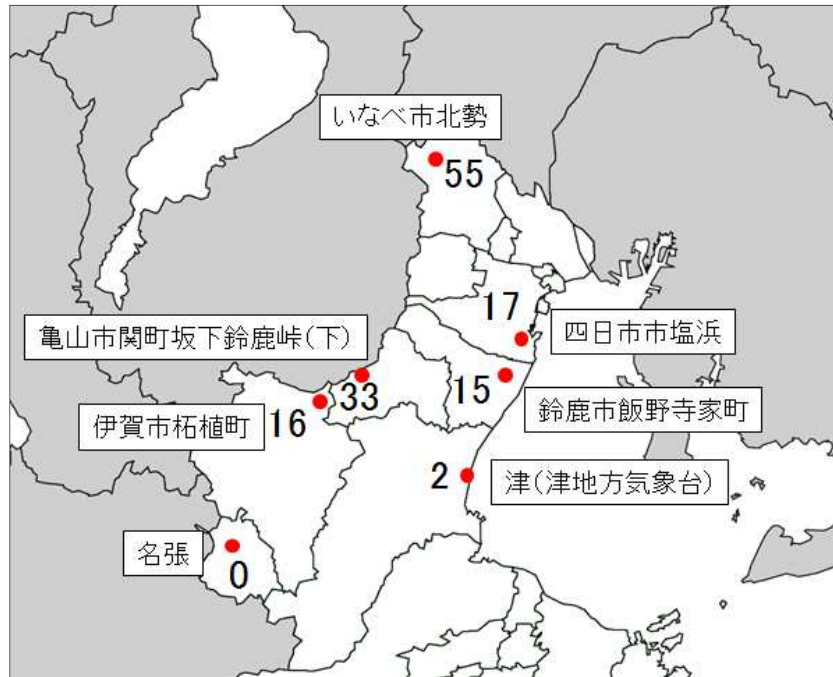 いなべ市北勢
55
17
四日市市塩浜
亀山市関町坂下鈴鹿峠(下)
33
15
鈴鹿市飯野寺家町
16
伊賀市柘植町
2
津(津地方気象台)
名張
0